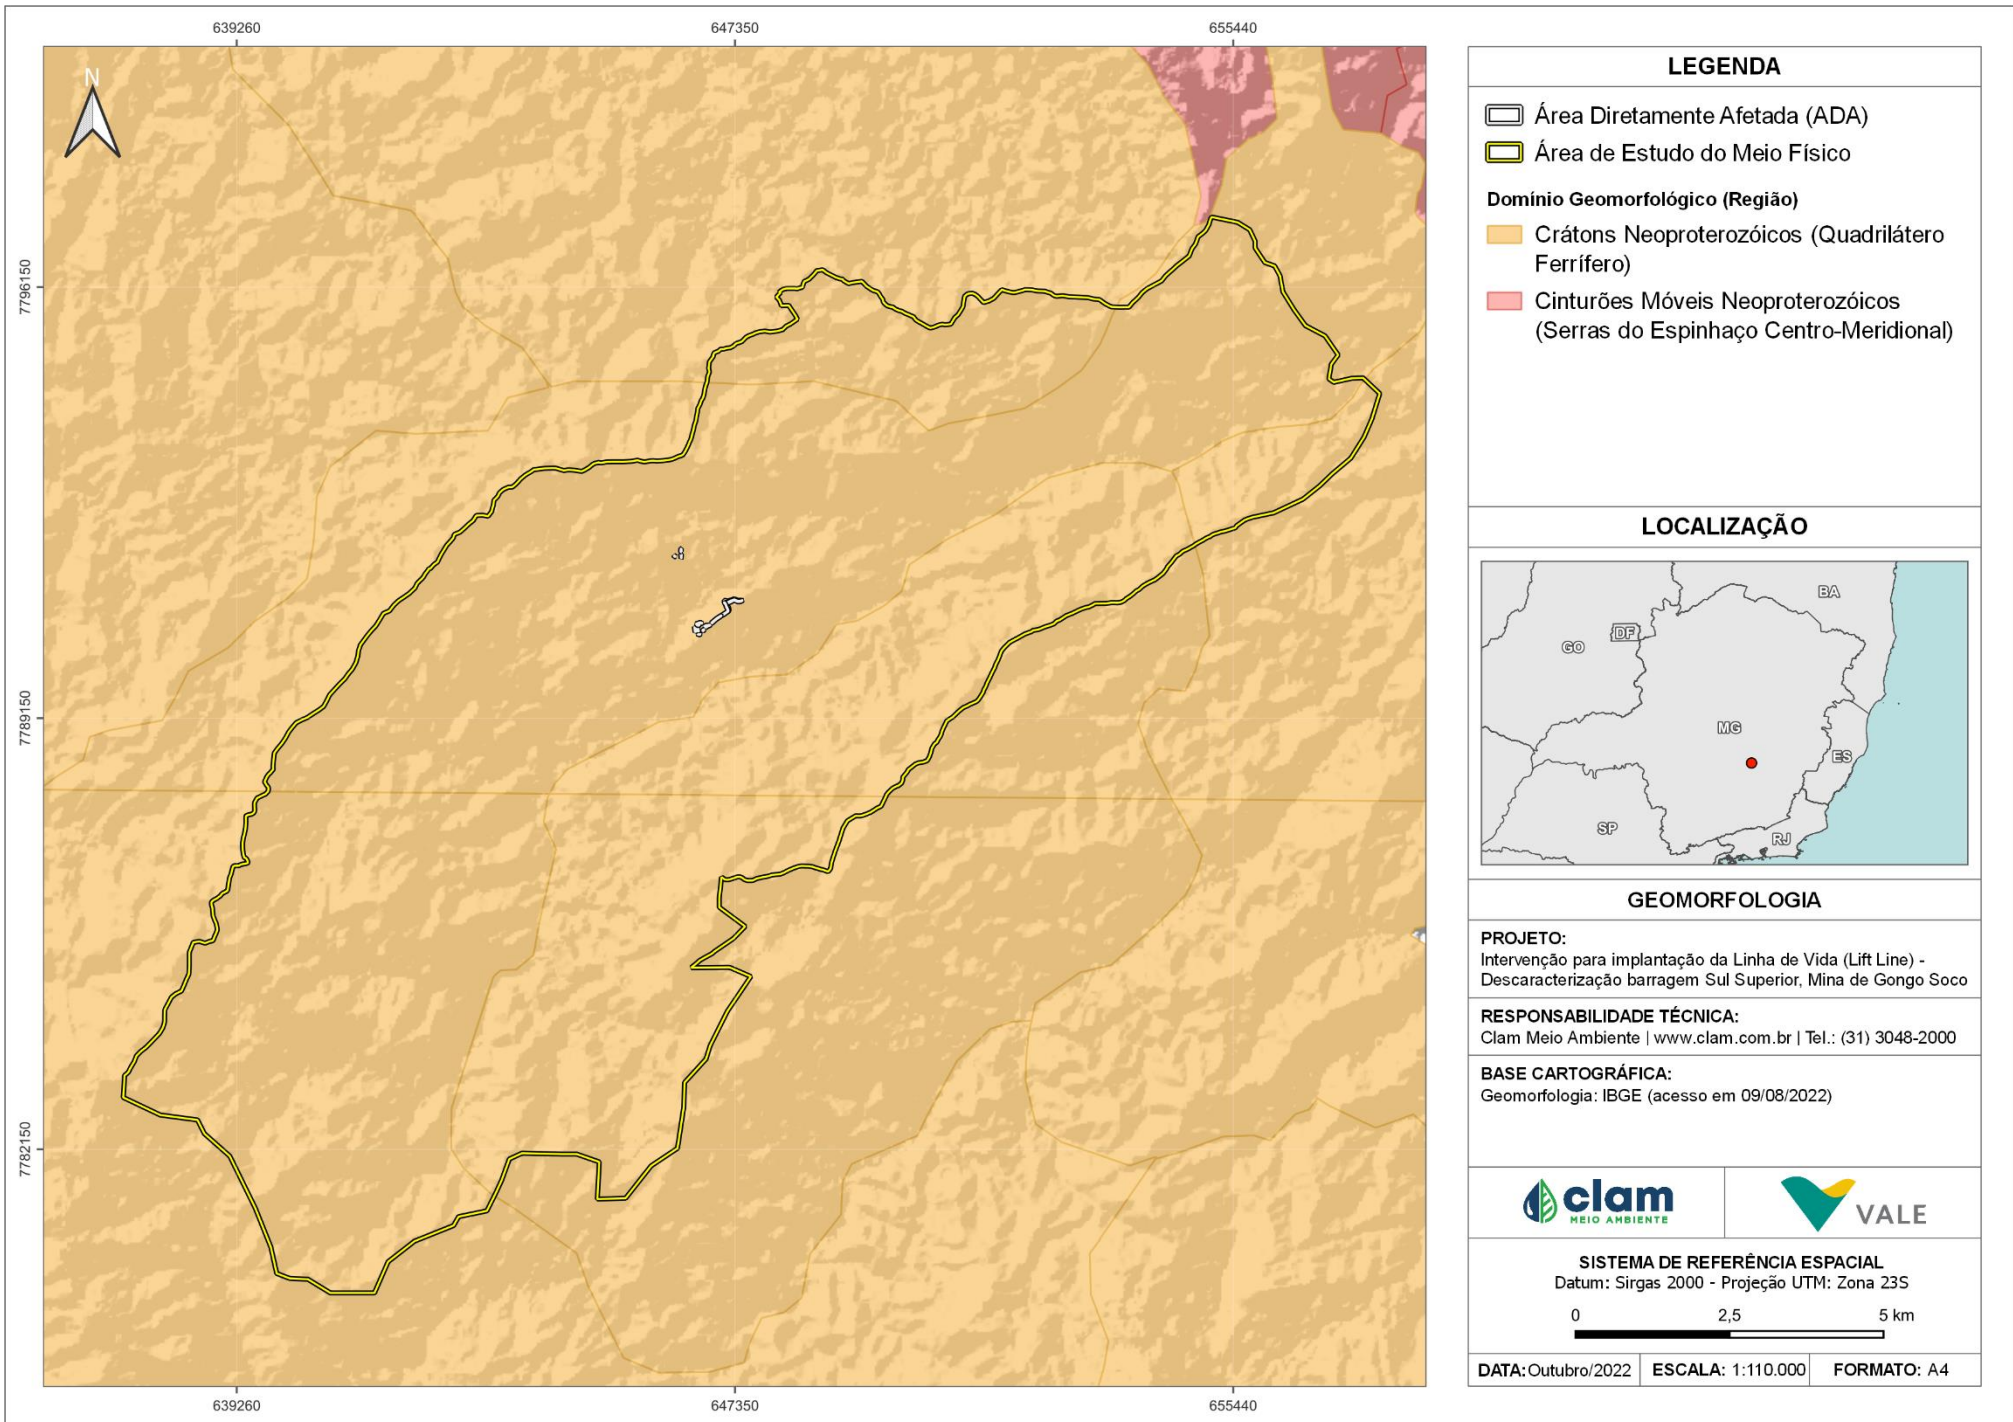 639260
647350
655440
N
7796150
7789150
7782150
639260
647350
655440
LEGENDA
Área Diretamente Afetada (ADA)
Área de Estudo do Meio Físico
Domínio Geomorfológico (Região)
Crátons Neoproterozóicos (Quadrilátero
Ferrífero)
Cinturões Móveis Neoproterozóicos
(Serras do Espinhaço Centro-Meridional)
LOCALIZAÇÃO
BA
DF
GO
MG
ES
SP
RJ
GEOMORFOLOGIA
PROJETO:
Intervenção para implantação da Linha de Vida (Lift Line) -
Descaracterização barragem Sul Superior, Mina de Gongo Soco
RESPONSABILIDADE TÉCNICA:
Clam Meio Ambiente | www.clam.com.br | Tel.: (31) 3048-2000
BASE CARTOGRÁFICA:
Geomorfologia: IBGE (acesso em 09/08/2022)
clam
MEIO AMBIENTE
VALE
SISTEMA DE REFERÊNCIA ESPACIAL
Datum: Sirgas 2000 - Projeção UTM: Zona 23S
0 2,5 5 km
DATA:Outubro/2022 ESCALA: 1:110.000 FORMATO: A4